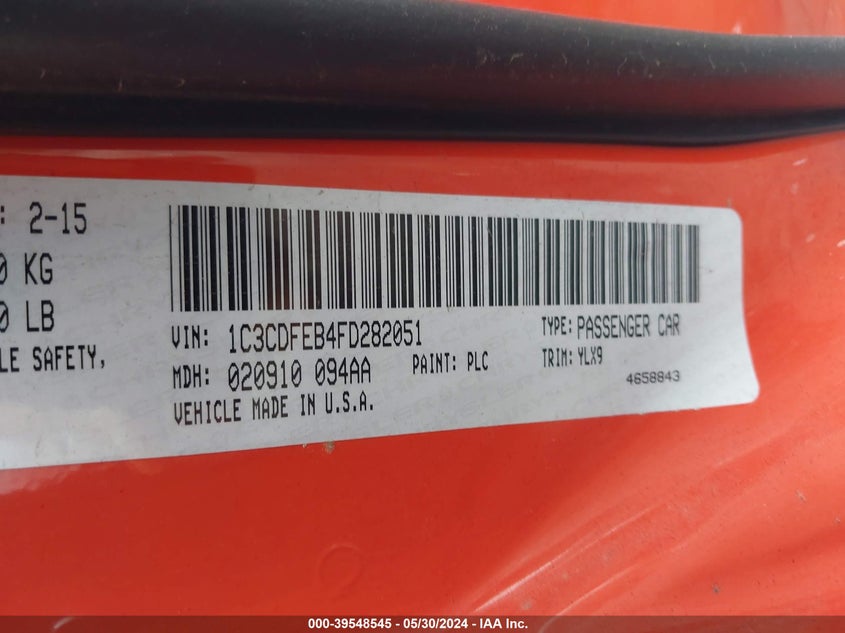 : 2-15
0 KG
0 LB
LE SAFETY,
VIN: 1C3CDFEB4FD282051
TYPE: PASSENGER CAR
MDH: 020910 094AA
PAINT: PLC
TRIM: YLX9
VEHICLE MADE IN U.S.A.
4658843
000-39548545 - 05/30/2024 - IAA Inc.